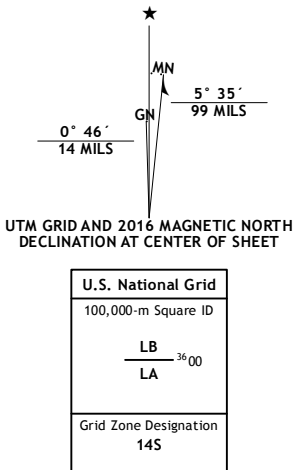 ★
MN
GN
5° 35´
99 MILS
0° 46´
14 MILS
UTM GRID AND 2016 MAGNETIC NORTH
DECLINATION AT CENTER OF SHEET
U.S. National Grid
100,000-m Square ID
LB
3600
LA
Grid Zone Designation
14S